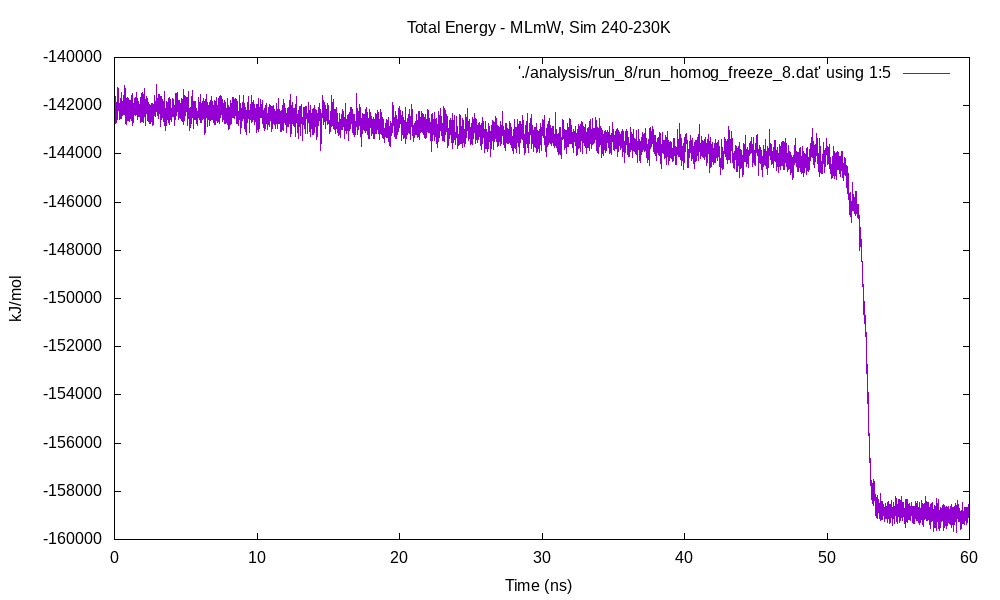 Total Energy - MLmW, Sim 240-230K
'./analysis/run_8/run_homog_freeze_8.dat' using 1:5
-140000
-142000
-144000
-146000
-148000
-150000
-152000
-154000
-156000
-158000
-160000
kJ/mol
0 10 20 30 40 50 60
Time (ns)